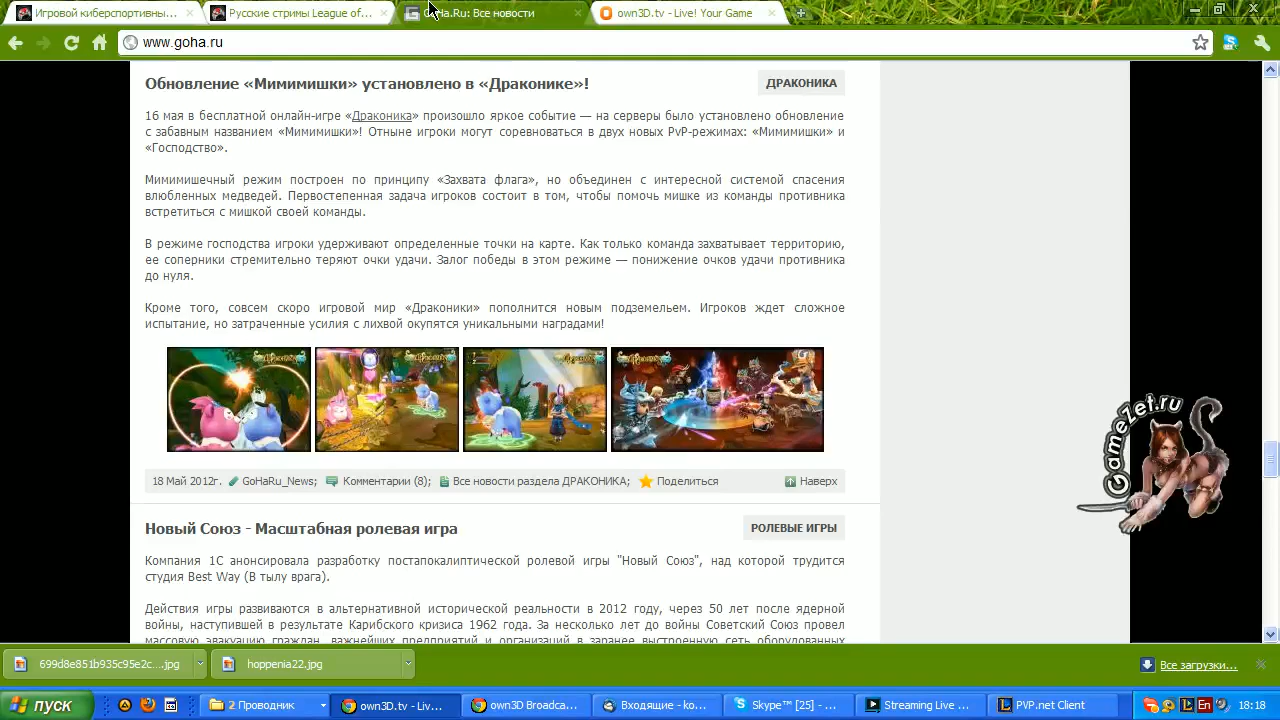 Игровой киберспортивны...
Русские стримы League of...
GoHa.Ru: Все новости
own3D.tv - Live! Your Game
www.goha.ru
Обновление «Мимимишки» установлено в «Драконике»!
ДРАКОНИКА
16 мая в бесплатной онлайн-игре «Драконика» произошло яркое событие — на серверы было установлено обновление
с забавным названием «Мимимишки»! Отныне игроки могут соревноваться в двух новых PvP-режимах: «Мимимишки» и
«Господство».
Мимимишечный режим построен по принципу «Захвата флага», но объединен с интересной системой спасения
влюбленных медведей. Первостепенная задача игроков состоит в том, чтобы помочь мишке из команды противника
встретиться с мишкой своей команды.
В режиме господства игроки удерживают определенные точки на карте. Как только команда захватывает территорию,
ее соперники стремительно теряют очки удачи. Залог победы в этом режиме — понижение очков удачи противника
до нуля.
Кроме того, совсем скоро игровой мир «Драконики» пополнится новым подземельем. Игроков ждет сложное
испытание, но затраченные усилия с лихвой окупятся уникальными наградами!
GameZet.ru
18 Май 2012г.
GoHaRu_News;
Комментарии (8);
Все новости раздела ДРАКОНИКА;
Поделиться
Наверх
Новый Союз - Масштабная ролевая игра
РОЛЕВЫЕ ИГРЫ
Компания 1С анонсировала разработку постапокалиптической ролевой игры "Новый Союз", над которой трудится
студия Best Way (В тылу врага).
Действия игры развиваются в альтернативной исторической реальности в 2012 году, через 50 лет после ядерной
войны, наступившей в результате Карибского кризиса 1962 года. За несколько лет до войны Советский Союз провел
массовую эвакуацию граждан, важнейших предприятий и организаций в заранее выстроенную сеть оборудованных
699d8e851b935c95e2c....jpg
hoppenia22.jpg
Все загрузки...
пуск
2 Проводник
own3D.tv - Liv...
own3D Broadca...
Входящие - ко...
Skype™ [25] - ...
Streaming Live ...
PVP.net Client
En
18:18